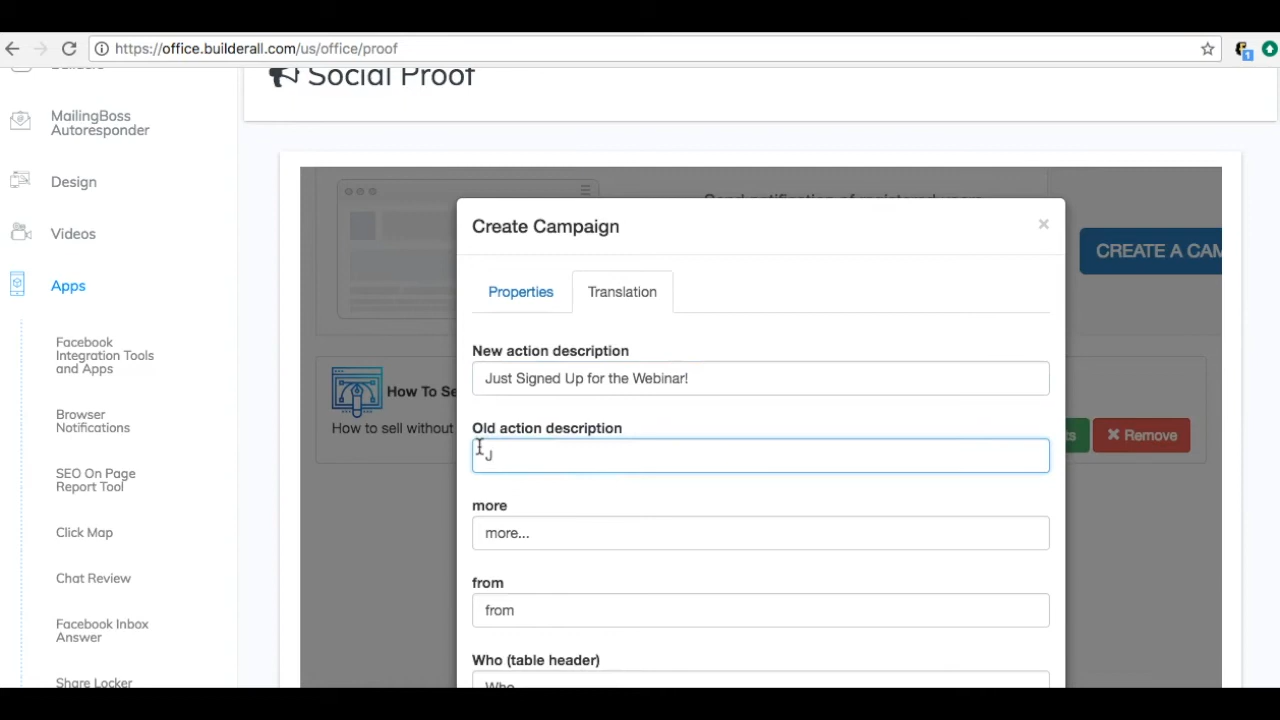 https://office.builderall.com/us/office/proof
1
Social Proof
MailingBoss
Autoresponder
Design
Videos
Apps
Facebook
Integration Tools
and Apps
Browser
Notifications
SEO On Page
Report Tool
Click Map
Chat Review
Facebook Inbox
Answer
Share Locker
CREATE A CAM
How To Se
How to sell without
ts
Remove
Create Campaign
×
Properties
Translation
New action description
Just Signed Up for the Webinar!
Old action description
J
more
more...
from
from
Who (table header)
Who